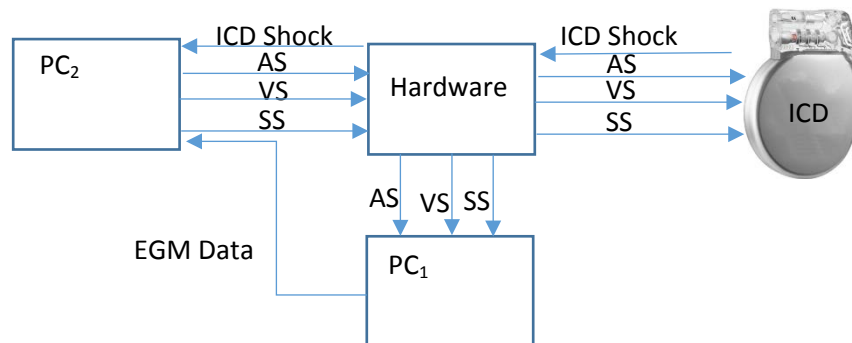 ICD Shock
ICD Shock
PC₂
AS
AS
Hardware
VS
VS
ICD
SS
SS
AS
VS
SS
EGM Data
PC₁